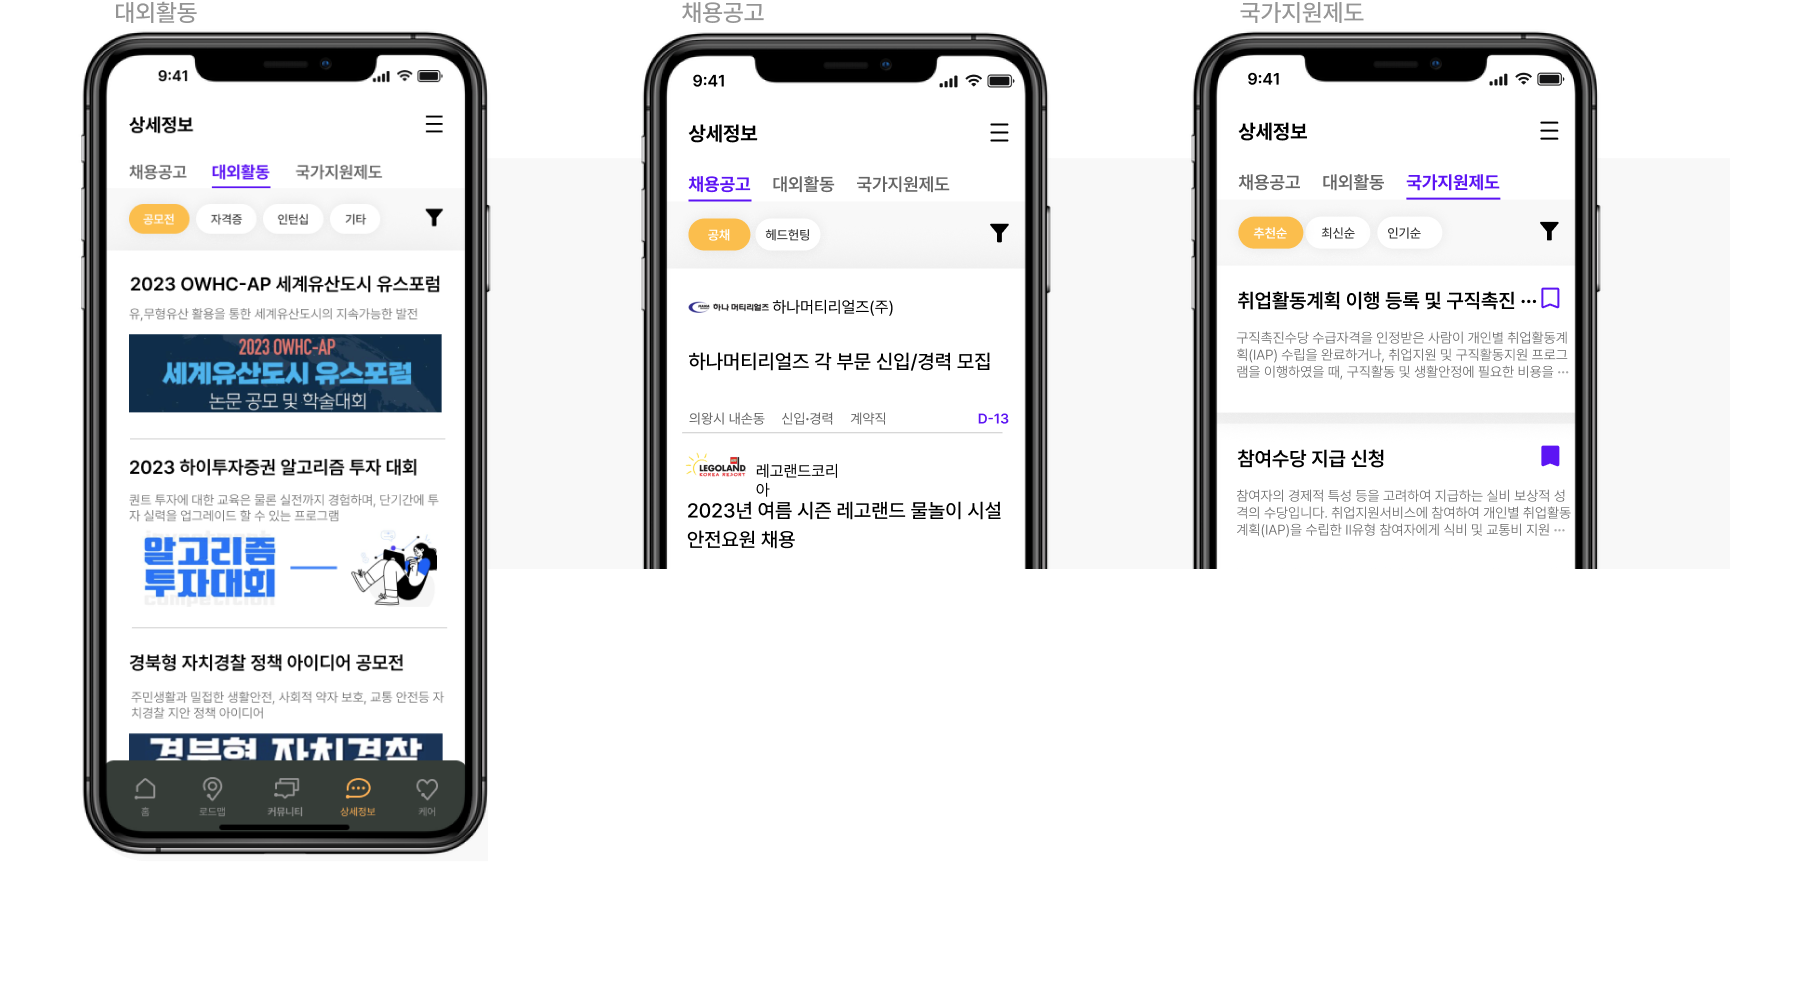 대외활동
9:41
상세정보
채용공고 대외활동 국가지원제도
공모전 자격증 인턴십 기타
2023 OWHC-AP 세계유산도시 유스포럼
유,무형유산 활용을 통한 세계유산도시의 지속가능한 발전
2023 OWHC-AP
세계유산도시 유스포럼
논문 공모 및 학술대회
2023 하이투자증권 알고리즘 투자 대회
퀀트 투자에 대한 교육은 물론 실전까지 경험하며, 단기간에 투
자 실력을 업그레이드 할 수 있는 프로그램
알고리즘
투자대회
competition
경북형 자치경찰 정책 아이디어 공모전
주민생활과 밀접한 생활안전, 사회적 약자 보호, 교통 안전등 자
치경찰 지안 정책 아이디어
경북형 자치경찰
홈 로드맵 커뮤니티 상세정보 케어
채용공고
9:41
상세정보
채용공고 대외활동 국가지원제도
공채 헤드헌팅
하나 머티리얼즈 하나머티리얼즈(주)
하나머티리얼즈 각 부문 신입/경력 모집
의왕시 내손동 신입·경력 계약직 D-13
LEGOLAND
KOREA RESORT
레고랜드코리
아
2023년 여름 시즌 레고랜드 물놀이 시설
안전요원 채용
국가지원제도
9:41
상세정보
채용공고 대외활동 국가지원제도
추천순 최신순 인기순
취업활동계획 이행 등록 및 구직촉진 ···
구직촉진수당 수급자격을 인정받은 사람이 개인별 취업활동계
획(IAP) 수립을 완료하거나, 취업지원 및 구직활동지원 프로그
램을 이행하였을 때, 구직활동 및 생활안정에 필요한 비용을 ···
참여수당 지급 신청
참여자의 경제적 특성 등을 고려하여 지급하는 실비 보상적 성
격의 수당입니다. 취업지원서비스에 참여하여 개인별 취업활동
계획(IAP)을 수립한 II유형 참여자에게 식비 및 교통비 지원 ···